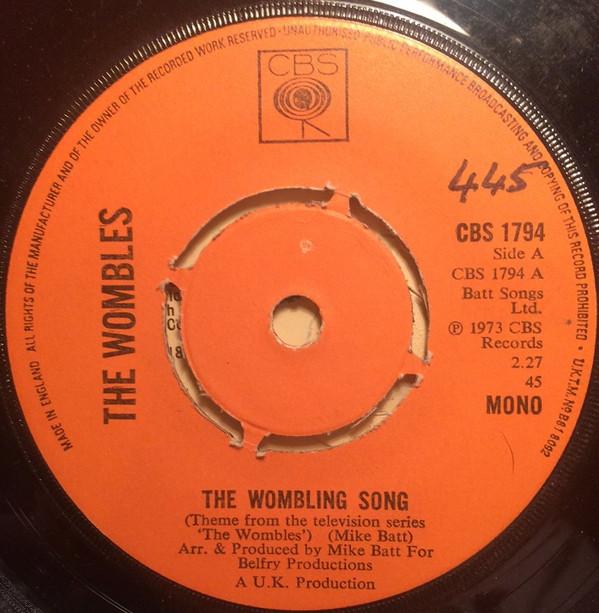 MADE IN ENGLAND ALL RIGHTS OF THE MANUFACTURER AND OF THE OWNER OF THE RECORDED WORK RESERVED · UNAUTHORISED PUBLIC PERFORMANCE BROADCASTING AND COPYING OF THIS RECORD PROHIBITED · U.K.T.M. Nº B818092
CBS
445
THE WOMBLES
CBS 1794
Side A
CBS 1794 A
Batt Songs
Ltd.
℗ 1973 CBS
Records
2.27
45
MONO
THE WOMBLING SONG
(Theme from the television series
'The Wombles') (Mike Batt)
Arr. & Produced by Mike Batt For
Belfry Productions
A U.K. Production